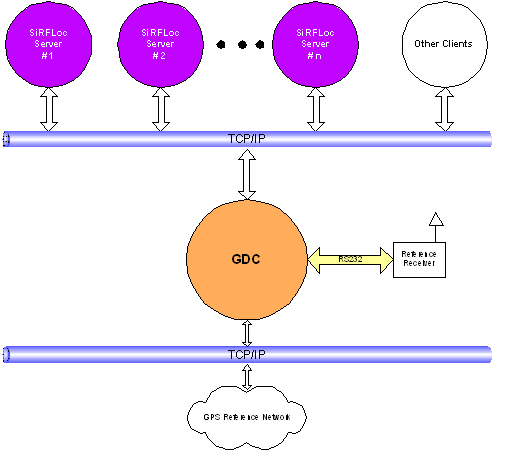 SiRFLoc
Server
# 1
SiRFLoc
Server
# 2
SiRFLoc
Server
# n
Other Clients
TCP/IP
GDC
RS232
Reference
Receiver
TCP/IP
GPS Reference Network